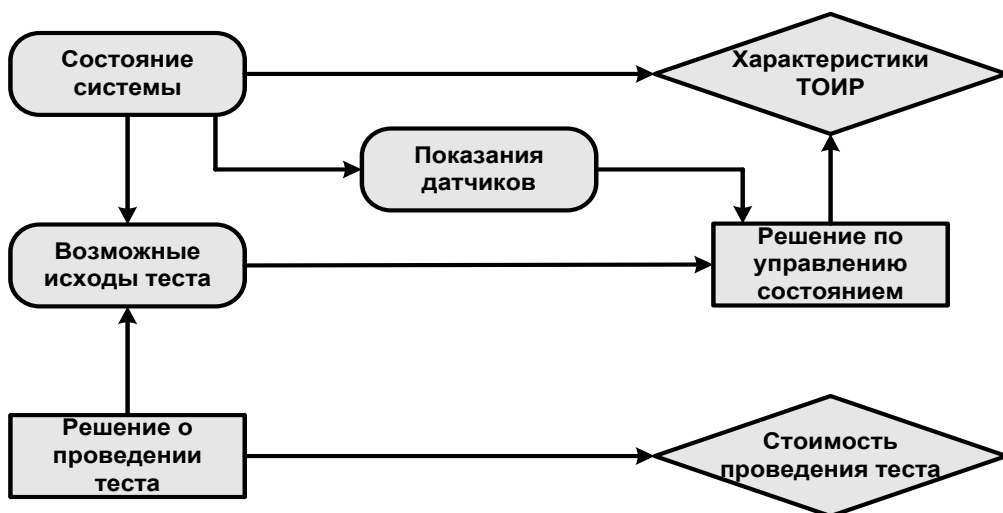 Состояние
системы
Характеристики
ТОИР
Показания
датчиков
Возможные
исходы теста
Решение по
управлению
состоянием
Решение о
проведении
теста
Стоимость
проведения теста